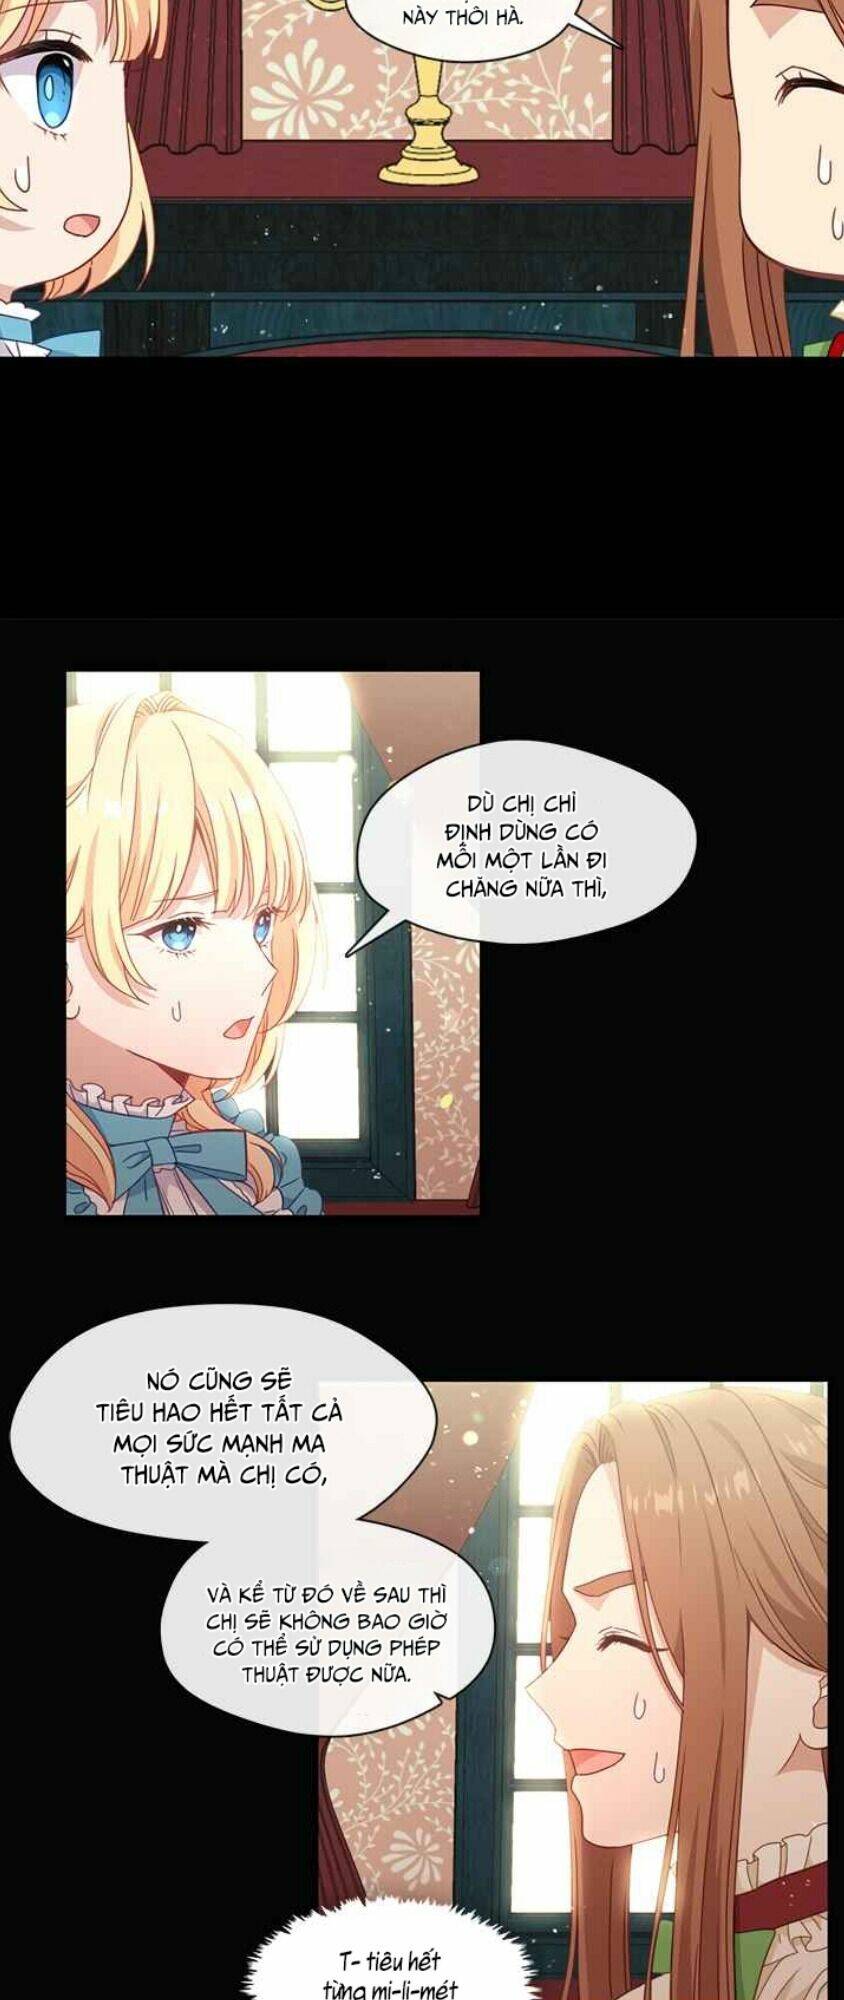 NÀY THÔI HÀ.
DÙ CHỊ CHỈ
ĐỊNH DÙNG CÓ
MỖI MỘT LẦN ĐI
CHĂNG NỮA THÌ,
NÓ CŨNG SẼ
TIÊU HAO HẾT TẤT CẢ
MỌI SỨC MẠNH MA
THUẬT MÀ CHỊ CÓ,
VÀ KỂ TỪ ĐÓ VỀ SAU THÌ
CHỊ SẼ KHÔNG BAO GIỜ
CÓ THỂ SỬ DỤNG PHÉP
THUẬT ĐƯỢC NỮA.
T- tiêu hết
từng mi-li-mét